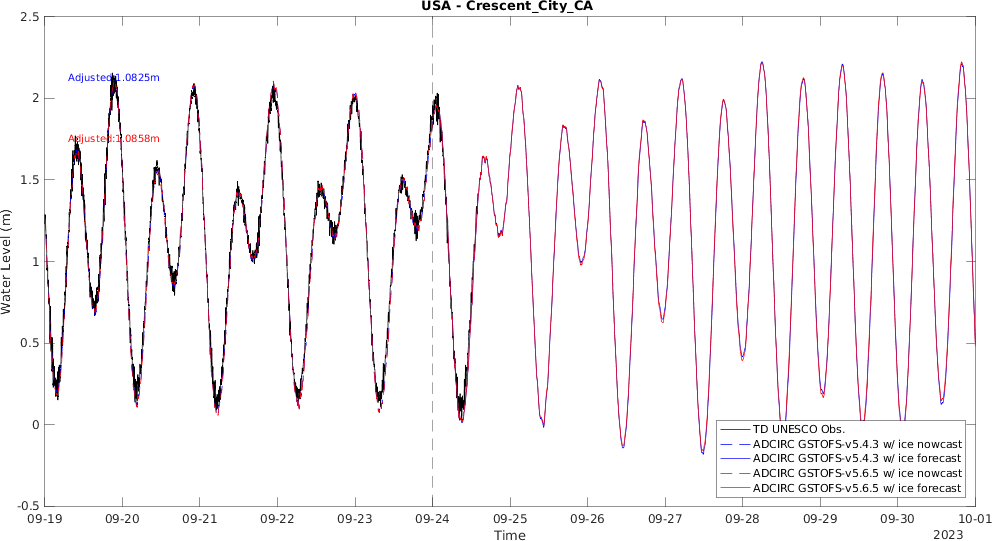 USA - Crescent_City_CA
2.5
2
1.5
1
0.5
0
-0.5
Water Level (m)
Adjusted:1.0825m
Adjusted:1.0858m
TD UNESCO Obs.
ADCIRC GSTOFS-v5.4.3 w/ ice nowcast
ADCIRC GSTOFS-v5.4.3 w/ ice forecast
ADCIRC GSTOFS-v5.6.5 w/ ice nowcast
ADCIRC GSTOFS-v5.6.5 w/ ice forecast
09-19 09-20 09-21 09-22 09-23 09-24 09-25 09-26 09-27 09-28 09-29 09-30 10-01
Time
2023